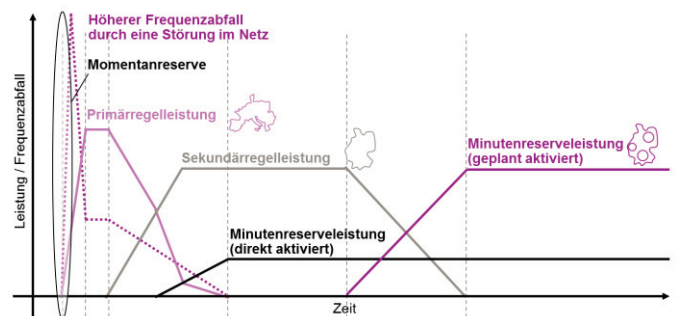 Höherer Frequenzabfall
durch eine Störung im Netz
Momentanreserve
Primärregelleistung
Sekundärregelleistung
Minutenreserveleistung
(geplant aktiviert)
Minutenreserveleistung
(direkt aktiviert)
Leistung / Frequenzabfall
Zeit